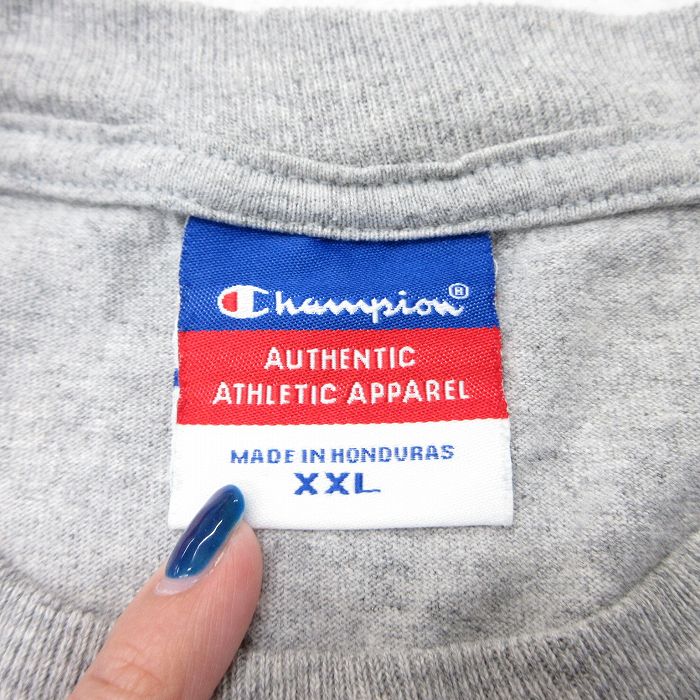 Champion®
AUTHENTIC
ATHLETIC APPAREL
MADE IN HONDURAS
XXL